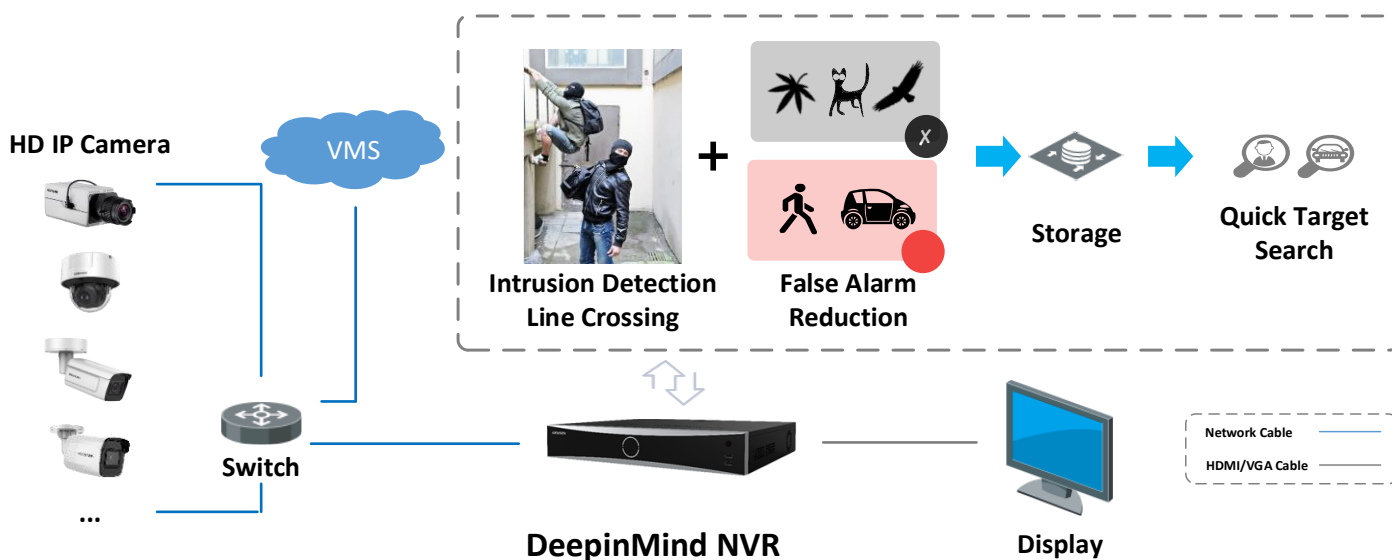 HD IP Camera
VMS
Intrusion Detection
Line Crossing
+
False Alarm
Reduction
X
Storage
Quick Target
Search
Switch
...
DeepinMind NVR
Display
Network Cable
HDMI/VGA Cable